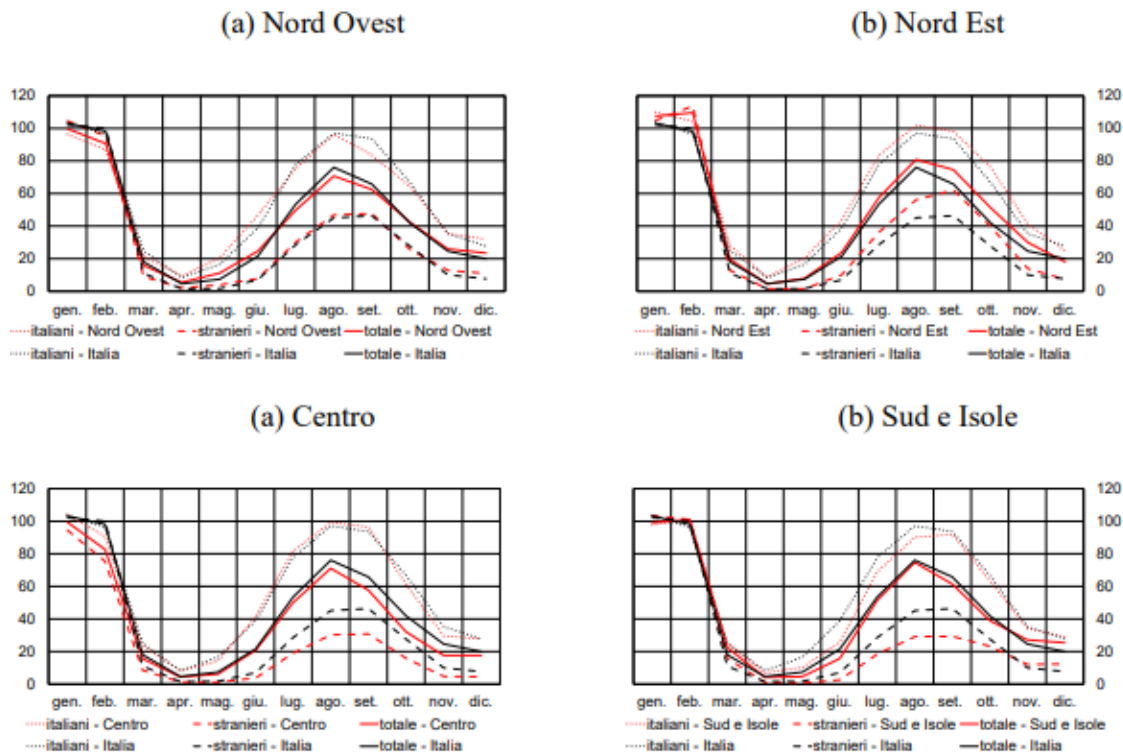 (a) Nord Ovest
(b) Nord Est
120
100
80
60
40
20
0
gen. feb. mar. apr. mag. giu. lug. ago. set. ott. nov. dic.
italiani - Nord Ovest stranieri - Nord Ovest totale - Nord Ovest
italiani - Italia stranieri - Italia totale - Italia
120
100
80
60
40
20
0
gen. feb. mar. apr. mag. giu. lug. ago. set. ott. nov. dic.
italiani - Nord Est stranieri - Nord Est totale - Nord Est
italiani - Italia stranieri - Italia totale - Italia
(a) Centro
(b) Sud e Isole
120
100
80
60
40
20
0
gen. feb. mar. apr. mag. giu. lug. ago. set. ott. nov. dic.
italiani - Centro stranieri - Centro totale - Centro
italiani - Italia stranieri - Italia totale - Italia
120
100
80
60
40
20
0
gen. feb. mar. apr. mag. giu. lug. ago. set. ott. nov. dic.
italiani - Sud e Isole stranieri - Sud e Isole totale - Sud e Isole
italiani - Italia stranieri - Italia totale - Italia